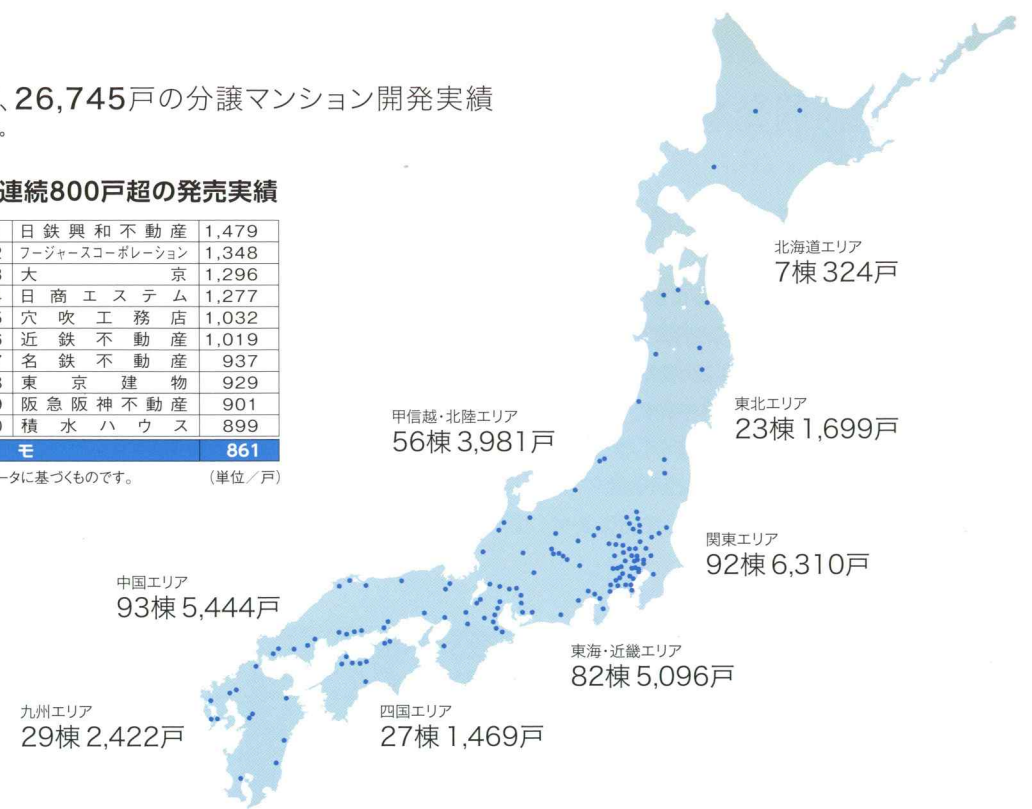 、26,745戸の分譲マンション開発実績
。
連続800戸超の発売実績
日鉄興和不動産 1,479
フージャースコーポレーション 1,348
大京 1,296
日商エステム 1,277
穴吹工務店 1,032
近鉄不動産 1,019
名鉄不動産 937
東京建物 929
阪急阪神不動産 901
積水ハウス 899
モ 861
ータに基づくものです。 (単位/戸)
北海道エリア
7棟 324戸
東北エリア
23棟 1,699戸
甲信越・北陸エリア
56棟 3,981戸
関東エリア
92棟 6,310戸
中国エリア
93棟 5,444戸
東海・近畿エリア
82棟 5,096戸
九州エリア
29棟 2,422戸
四国エリア
27棟 1,469戸